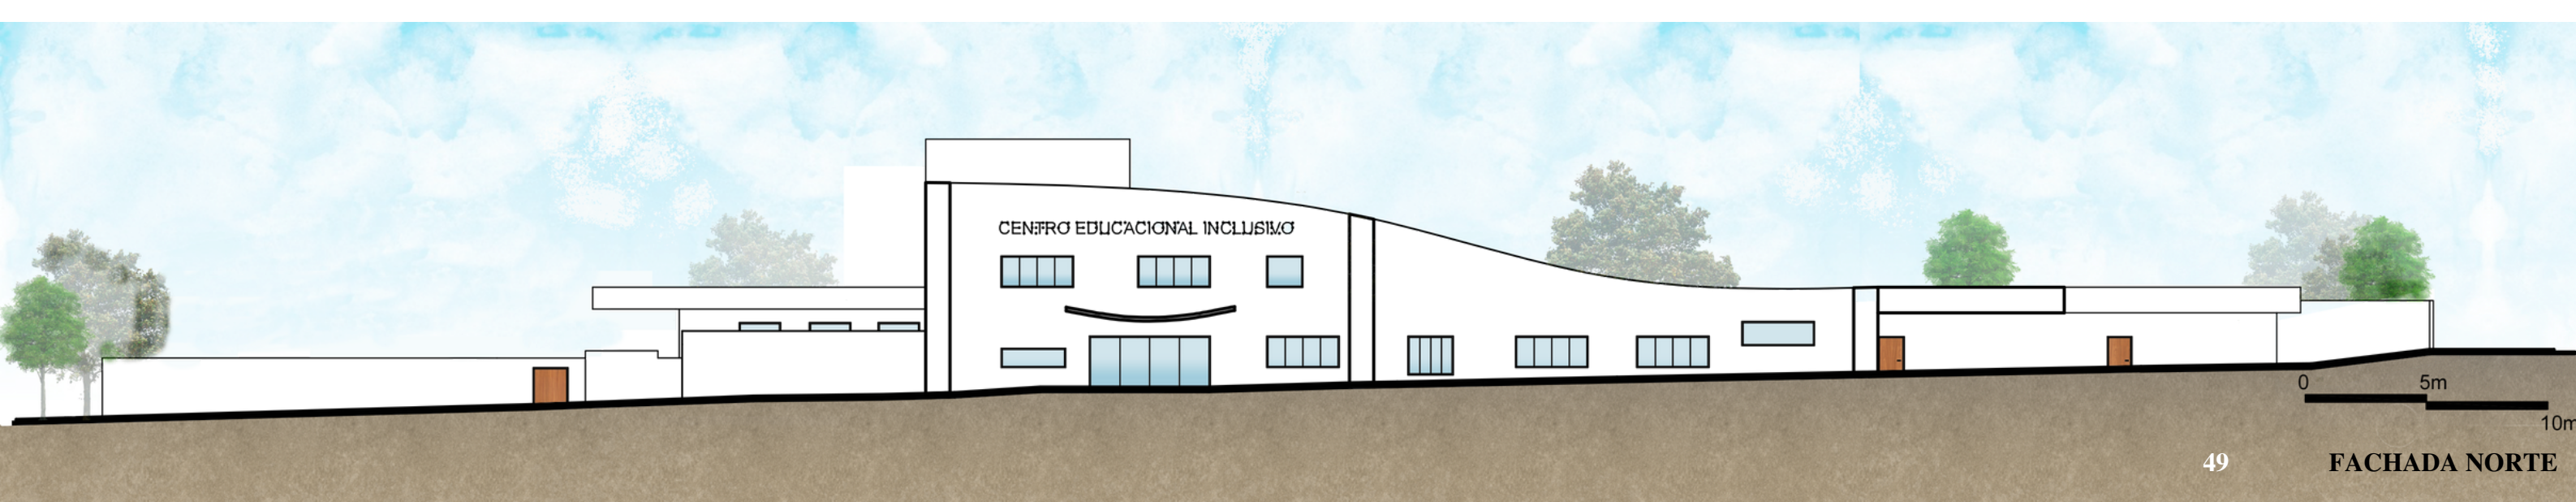 CENTRO EDUCACIONAL INCLUSIVO
0 5m
10m
49 FACHADA NORTE